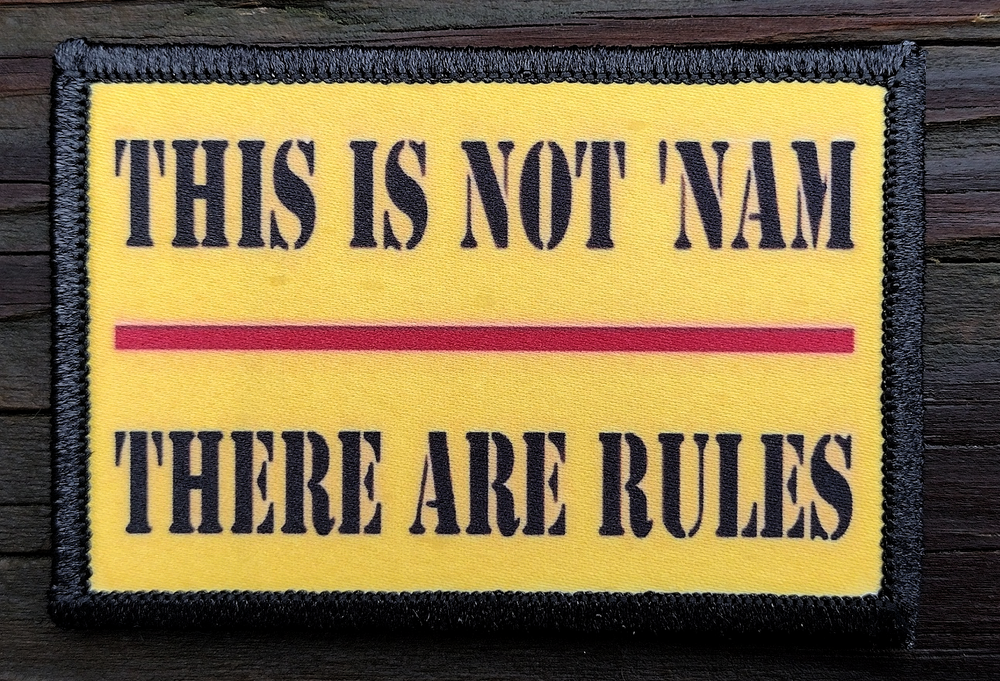 THIS IS NOT 'NAM
THERE ARE RULES